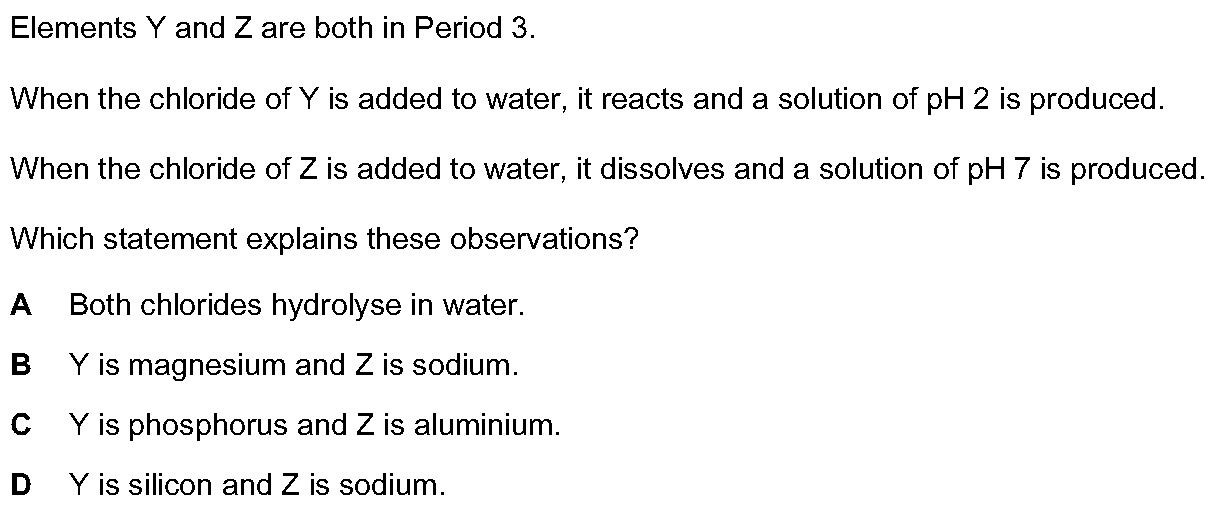 Elements Y and Z are both in Period 3.
When the chloride of Y is added to water, it reacts and a solution of pH 2 is produced.
When the chloride of Z is added to water, it dissolves and a solution of pH 7 is produced.
Which statement explains these observations?
A Both chlorides hydrolyse in water.
B Y is magnesium and Z is sodium.
C Y is phosphorus and Z is aluminium.
D Y is silicon and Z is sodium.